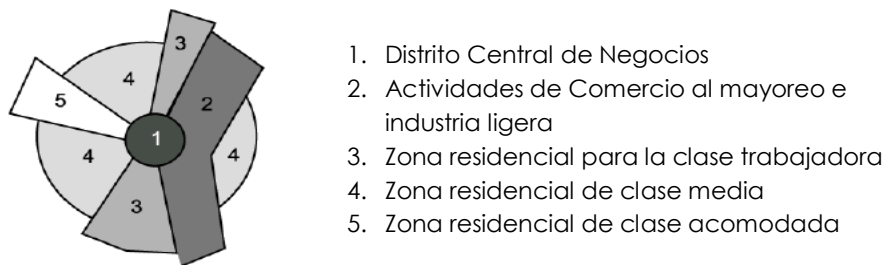 3
4
2
5
1
4
4
3
1. Distrito Central de Negocios
2. Actividades de Comercio al mayoreo e
industria ligera
3. Zona residencial para la clase trabajadora
4. Zona residencial de clase media
5. Zona residencial de clase acomodada